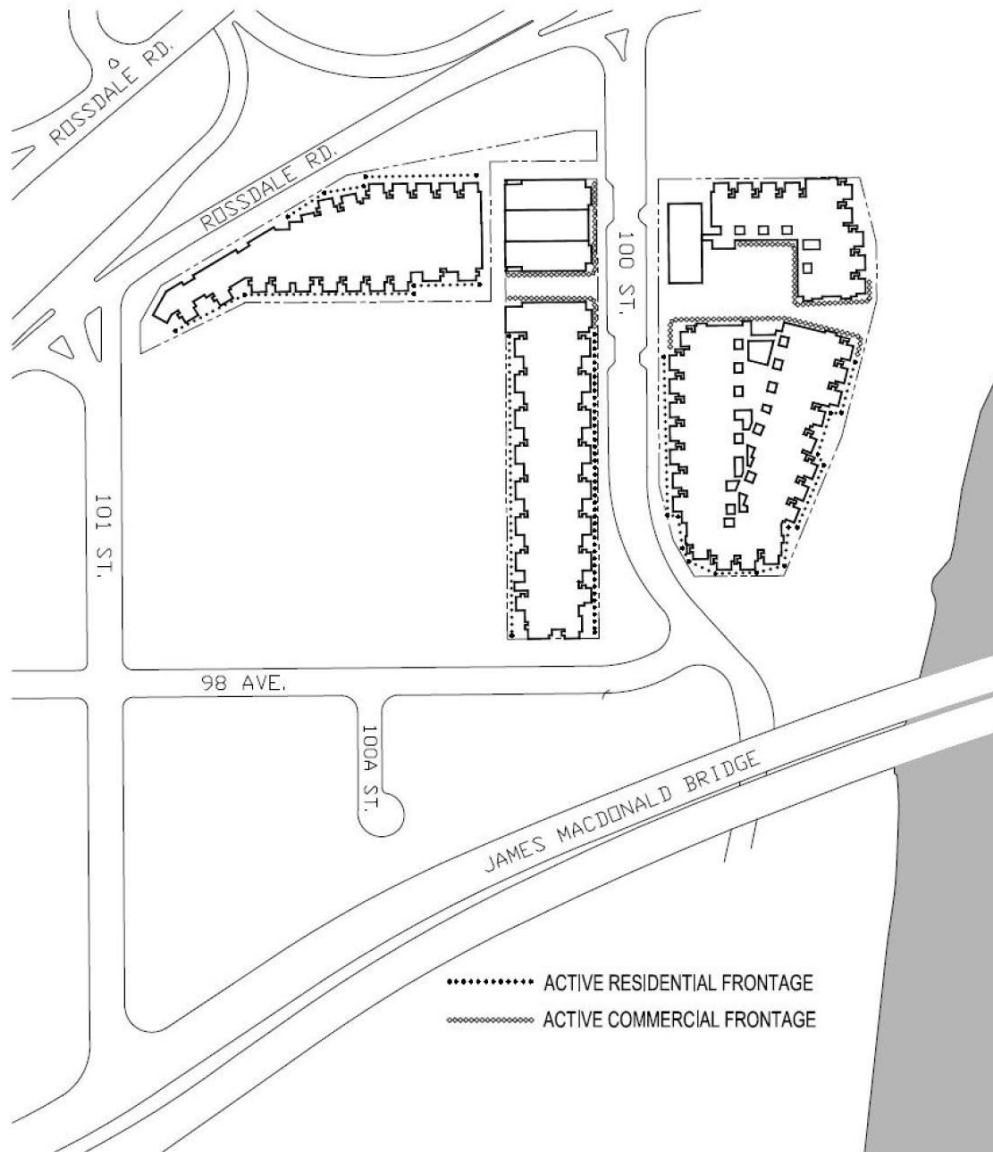 ROSSDALE RD.
ROSSDALE RD.
100 ST.
101 ST.
98 AVE.
100A ST.
JAMES MACDONALD BRIDGE
ACTIVE RESIDENTIAL FRONTAGE
ACTIVE COMMERCIAL FRONTAGE